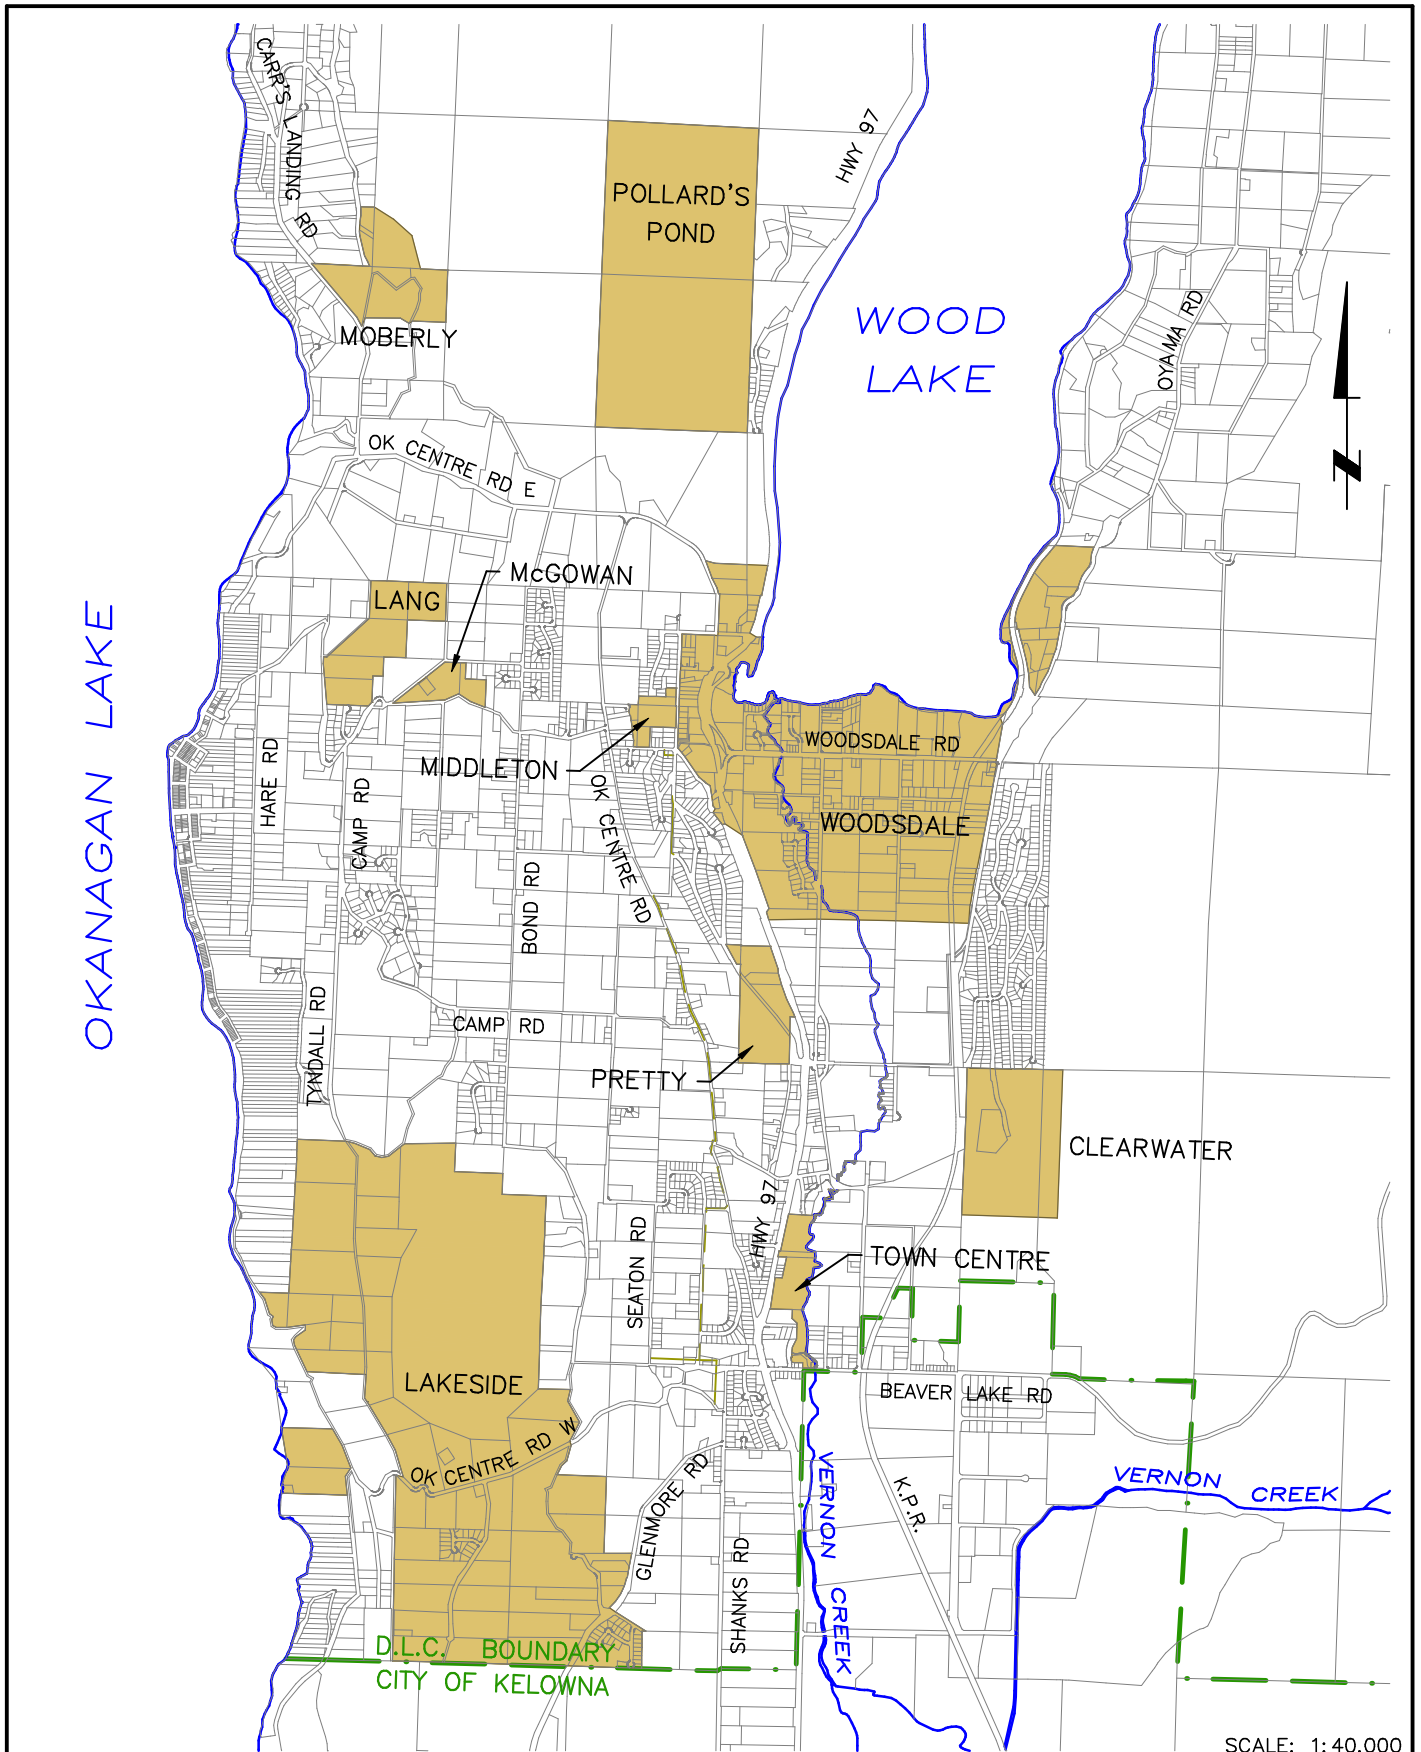 CARR'S LANDING RD
HWY 97
POLLARD'S
POND
WOOD
LAKE
OYAMA RD
MOBERLY
OK CENTRE RD E
McGOWAN
LANG
OKANAGAN LAKE
HARE RD
CAMP RD
MIDDLETON
OK CENTRE RD
WOODSDALE RD
WOODSDALE
BOND RD
TYNDALL RD
CAMP RD
PRETTY
CLEARWATER
HWY 97
SEATON RD
TOWN CENTRE
LAKESIDE
BEAVER LAKE RD
OK CENTRE RD W
GLENMORE RD
SHANKS RD
VERNON CREEK
K.P.R.
VERNON CREEK
D.L.C. BOUNDARY
CITY OF KELOWNA
SCALE: 1:40,000